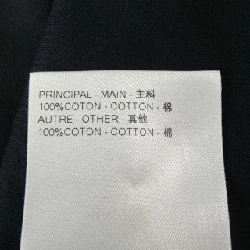 PRINCIPAL - MAIN - 主料
100%COTON - COTTON - 棉
AUTRE - OTHER - 其他
100%COTON - COTTON - 棉